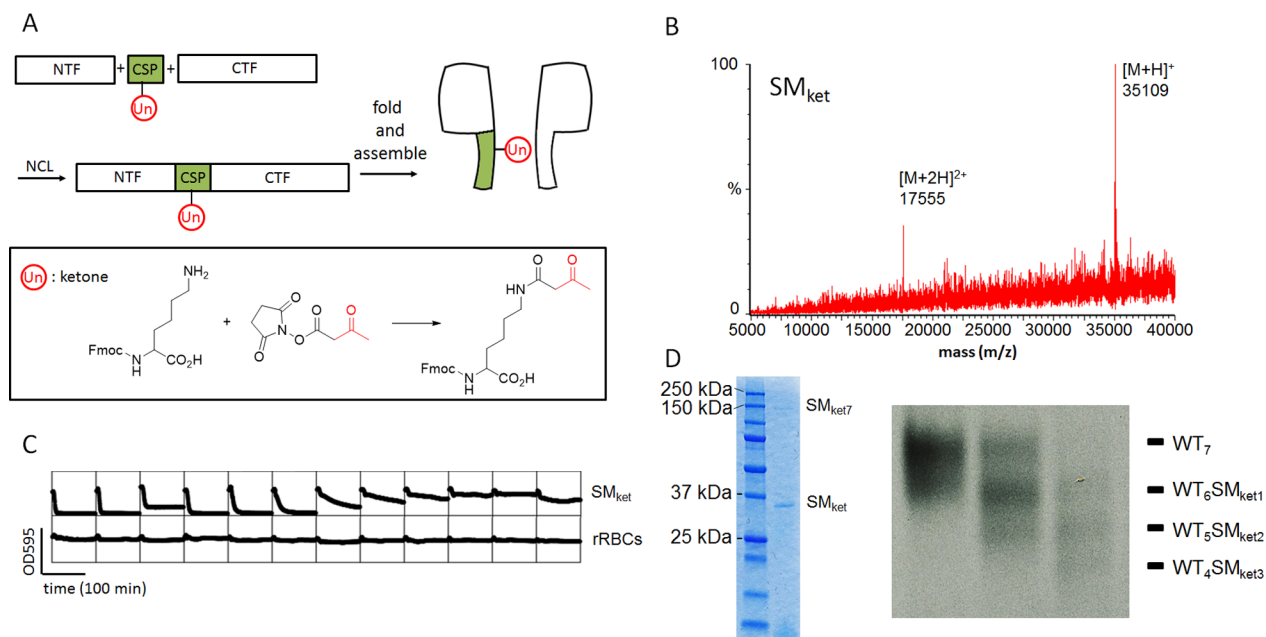 A
NTF + CSP + CTF
Un
NCL
NTF CSP CTF
Un
fold
and
assemble
Un
Un : ketone
NH2
Fmoc
N
H
CO2H
+
O
N
O
O
O
O
O
O
HN
Fmoc
N
H
CO2H
B
SMket
100
%
0
[M+H]+
35109
[M+2H]2+
17555
5000 10000 15000 20000 25000 30000 35000 40000
mass (m/z)
C
SMket
rRBCs
OD595
time (100 min)
D
250 kDa
150 kDa
37 kDa
25 kDa
SMket7
SMket
WT7
WT6SMket1
WT5SMket2
WT4SMket3